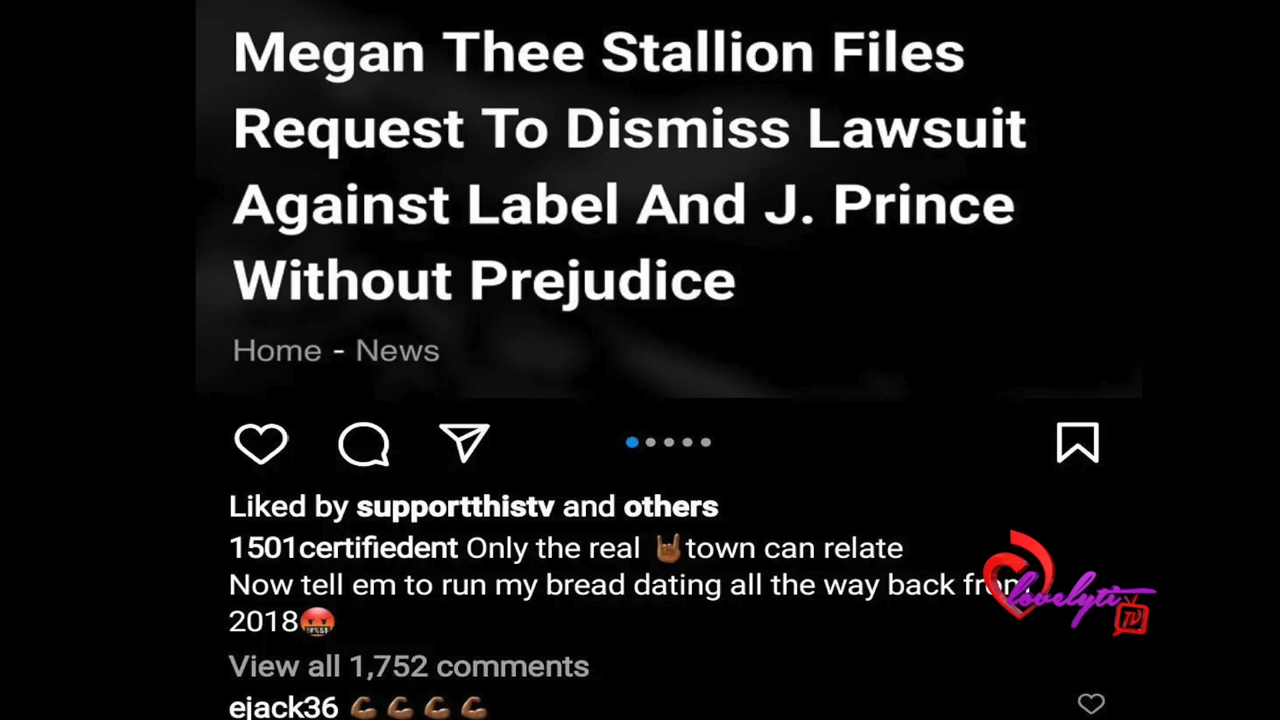 Megan Thee Stallion Files
Request To Dismiss Lawsuit
Against Label And J. Prince
Without Prejudice
Home - News
Liked by supportthistv and others
1501certifiedent Only the real 🤘🏾town can relate
Now tell em to run my bread dating all the way back from
2018🤬
lovelyti
TV
View all 1,752 comments
ejack36 💪🏾💪🏾💪🏾💪🏾